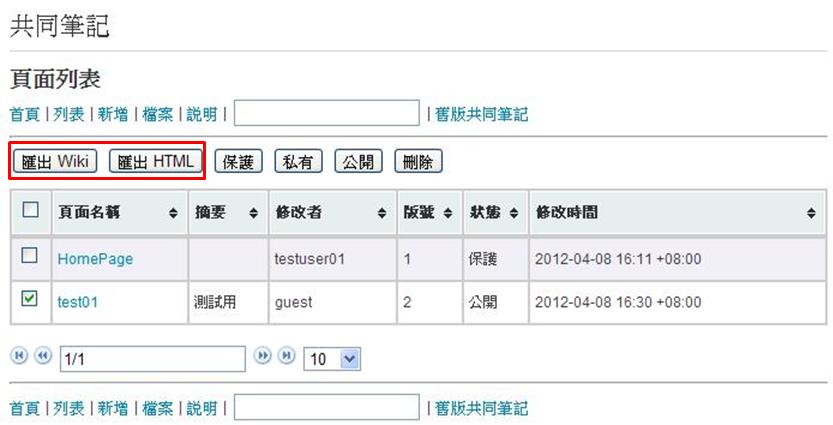 共同筆記
頁面列表
首頁 | 列表 | 新增 | 檔案 | 説明 | | 舊版共同筆記
匯出 Wiki 匯出 HTML 保護 私有 公開 刪除
頁面名稱 摘要 修改者 版號 狀態 修改時間
HomePage testuser01 1 保護 2012-04-08 16:11 +08:00
test01 測試用 guest 2 公開 2012-04-08 16:30 +08:00
1/1 10
首頁 | 列表 | 新增 | 檔案 | 説明 | | 舊版共同筆記